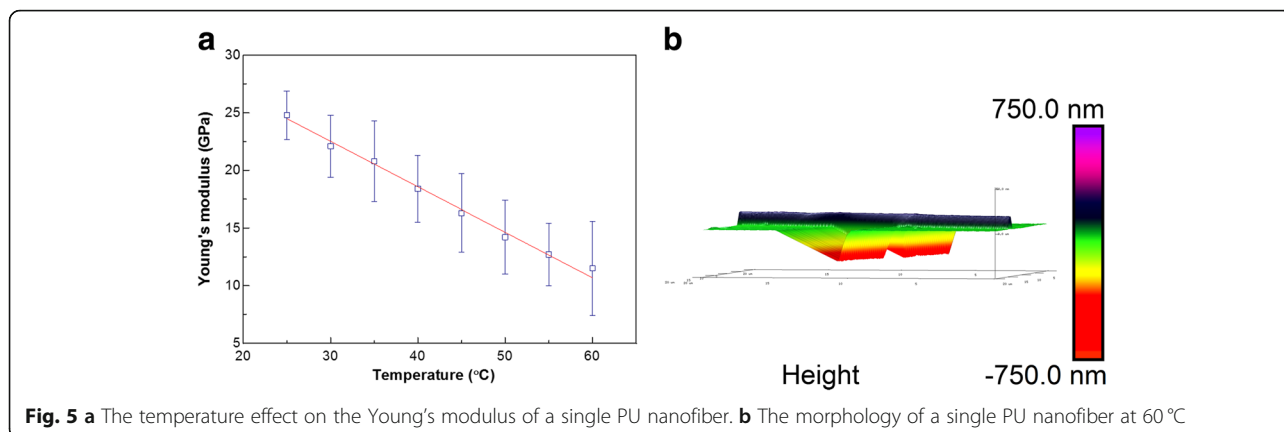 a
b
30
25
20
15
10
5
Young's modulus (GPa)
20
30
40
50
60
Temperature (°C)
750.0 nm
Height
-750.0 nm
Fig. 5 a The temperature effect on the Young's modulus of a single PU nanofiber. b The morphology of a single PU nanofiber at 60 °C